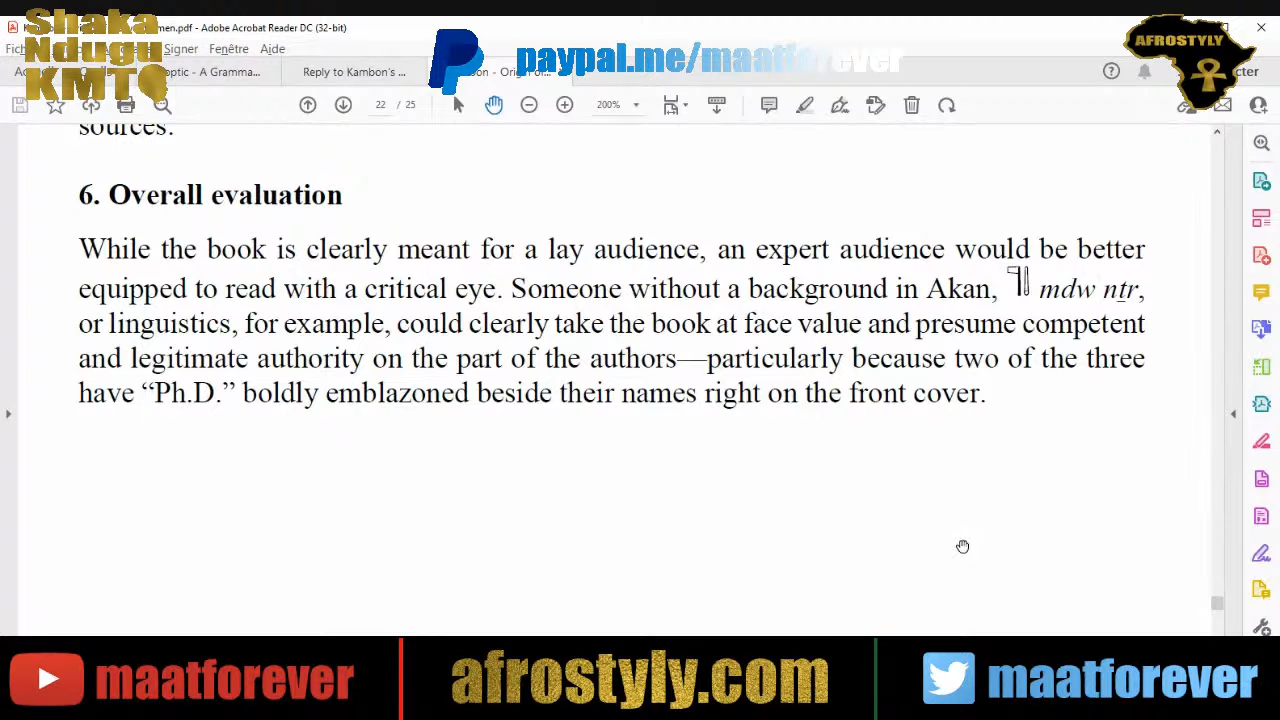 Shaka
Ndugu
KMT
men.pdf - Adobe Acrobat Reader DC (32-bit)
Signer Fenêtre Aide
paypal.me/maatforever
AFROSTYLY
optic - A Gramma...
Reply to Kambon's ...
22 / 25
200%
sources.
6. Overall evaluation
While the book is clearly meant for a lay audience, an expert audience would be better
equipped to read with a critical eye. Someone without a background in Akan, 𓊹𓌃 mdw nṯr,
or linguistics, for example, could clearly take the book at face value and presume competent
and legitimate authority on the part of the authors—particularly because two of the three
have “Ph.D.” boldly emblazoned beside their names right on the front cover.
maatforever
afrostyly.com
maatforever